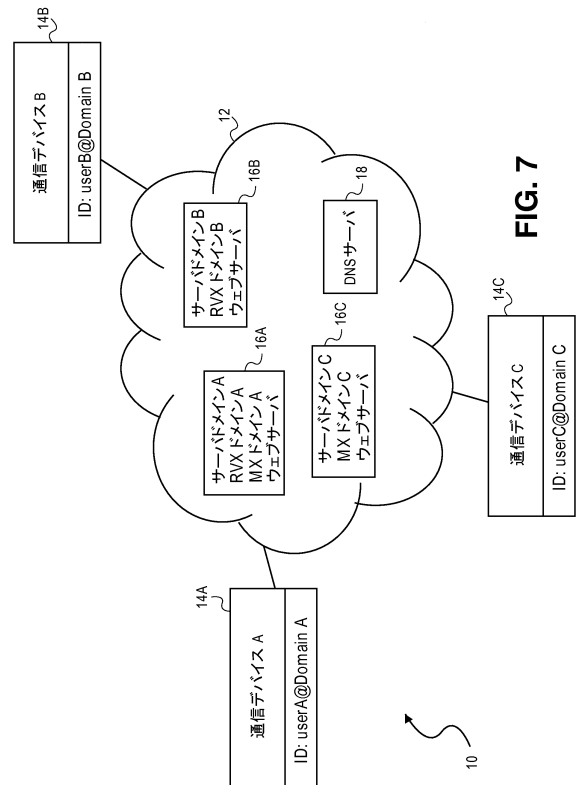 14A
通信デバイス A
ID: userA@Domain A
14B
通信デバイス B
ID: userB@Domain B
12
16A
サーバドメイン A
RVX ドメイン A
MX ドメイン A
ウェブサーバ
16B
サーバドメイン B
RVX ドメイン B
ウェブサーバ
16C
サーバドメイン C
MX ドメイン C
ウェブサーバ
18
DNS サーバ
14C
通信デバイス C
ID: userC@Domain C
10
FIG. 7